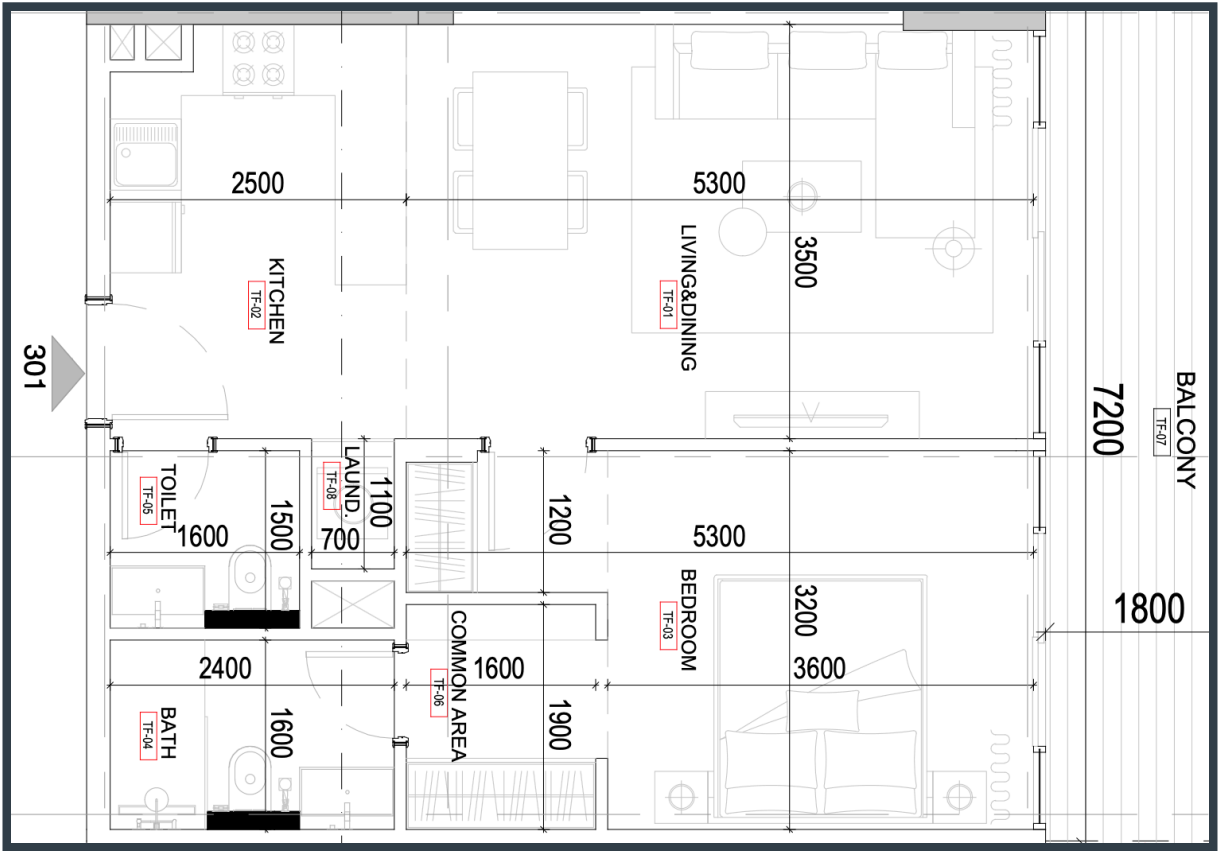 2500
5300
3500
LIVING&DINING
TF-01
KITCHEN
TF-02
301
BALCONY
TF-07
7200
LAUND.
TF-08
1100
700
TOILET
TF-05
1600
1500
1200
5300
1800
BEDROOM
TF-03
3200
3600
COMMON AREA
TF-06
1600
1900
2400
BATH
TF-04
1600